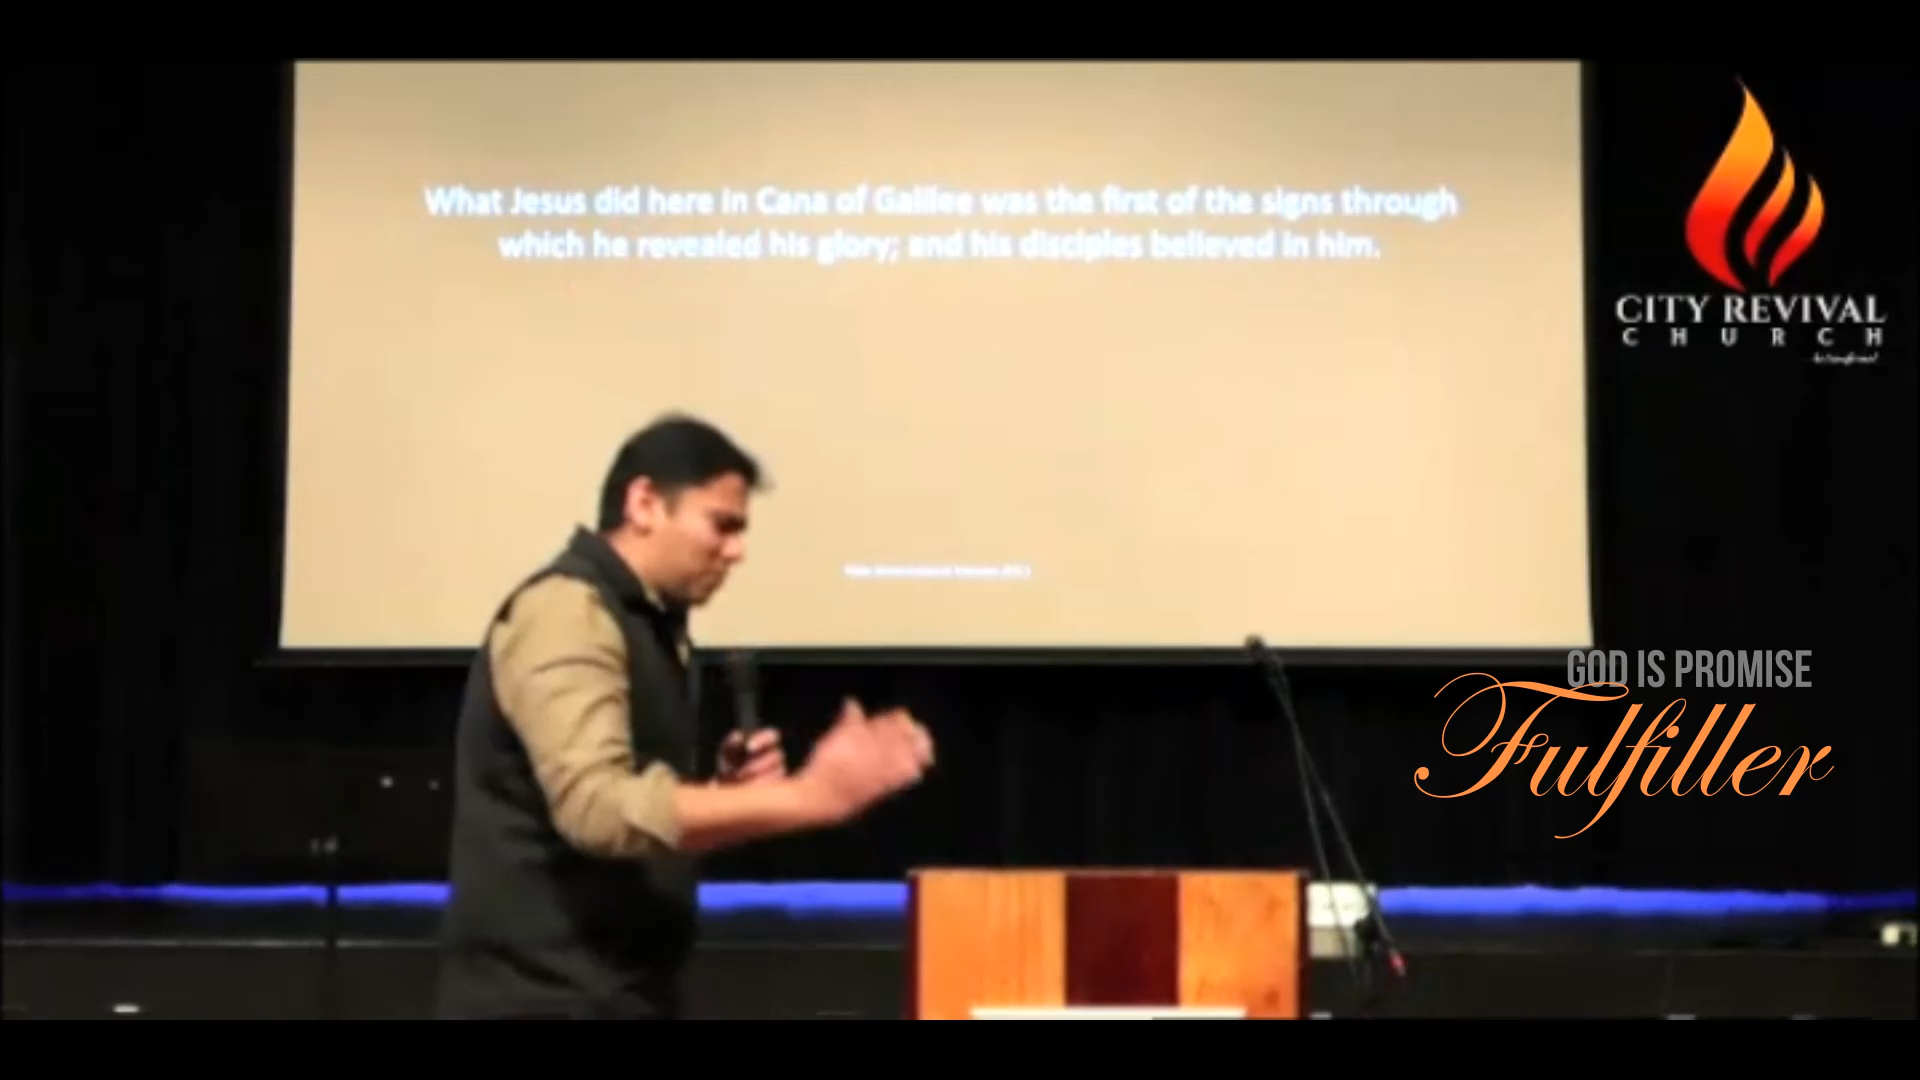 What Jesus did here in Cana of Galilee was the first of the signs through
which he revealed his glory; and his disciples believed in him.
CITY REVIVAL
CHURCH
GOD IS PROMISE
Fulfiller